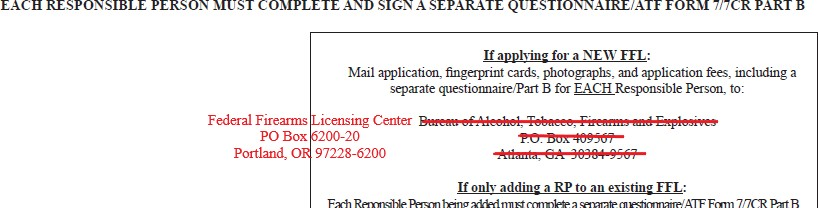 EACH RESPONSIBLE PERSON MUST COMPLETE AND SIGN A SEPARATE QUESTIONNAIRE/ATF FORM 7/7CR PART B
If applying for a NEW FFL:
Mail application, fingerprint cards, photographs, and application fees, including a
separate questionnaire/Part B for EACH Responsible Person, to:
Federal Firearms Licensing Center Bureau of Alcohol, Tobacco, Firearms and Explosives
PO Box 6200-20 P.O. Box 409567
Portland, OR 97228-6200 Atlanta, GA 30384-9567
If only adding a RP to an existing FFL:
Each Reponsible Person being added must complete a separate questionnaire/ATF Form 7/7CR Part B